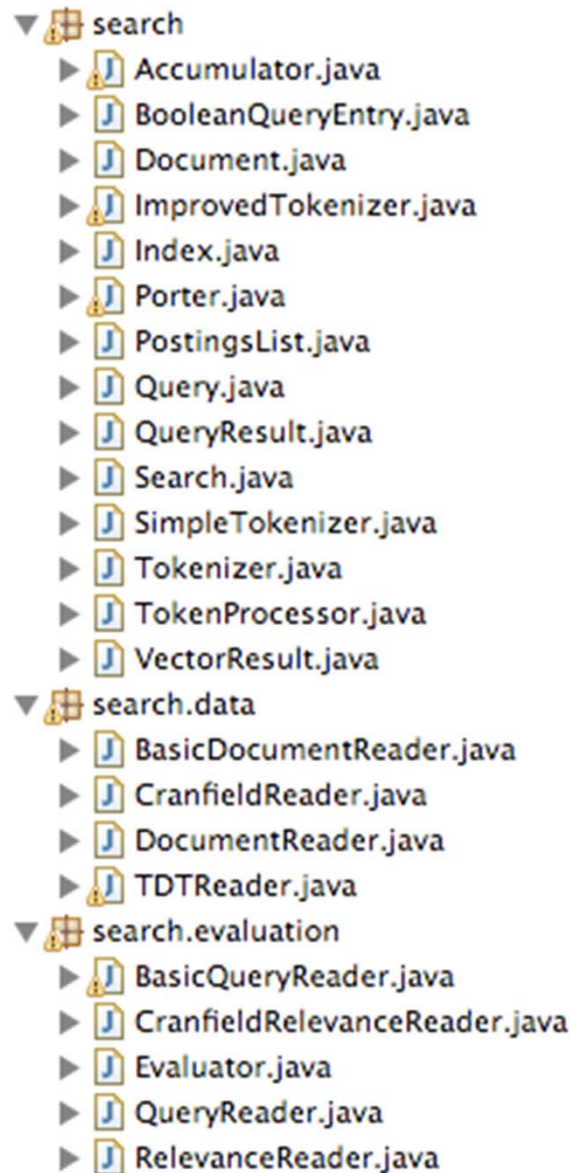 search
Accumulator.java
BooleanQueryEntry.java
Document.java
ImprovedTokenizer.java
Index.java
Porter.java
PostingsList.java
Query.java
QueryResult.java
Search.java
SimpleTokenizer.java
Tokenizer.java
TokenProcessor.java
VectorResult.java
search.data
BasicDocumentReader.java
CranfieldReader.java
DocumentReader.java
TDTReader.java
search.evaluation
BasicQueryReader.java
CranfieldRelevanceReader.java
Evaluator.java
QueryReader.java
RelevanceReader.java